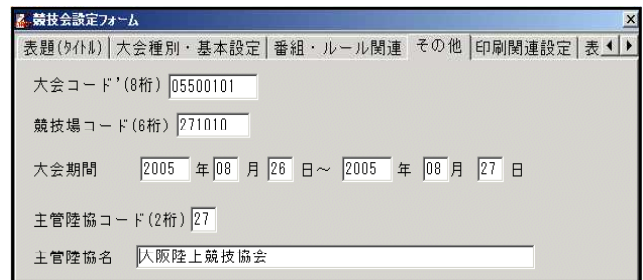 競技会設定フォーム
表題(タイトル) 大会種別・基本設定 番組・ルール関連 その他 印刷関連設定 表
大会コード'(8桁) 05500101
競技場コード(6桁) 271010
大会期間 2005 年 08 月 26 日～ 2005 年 08 月 27 日
主管陸協コード(2桁) 27
主管陸協名 大阪陸上競技協会